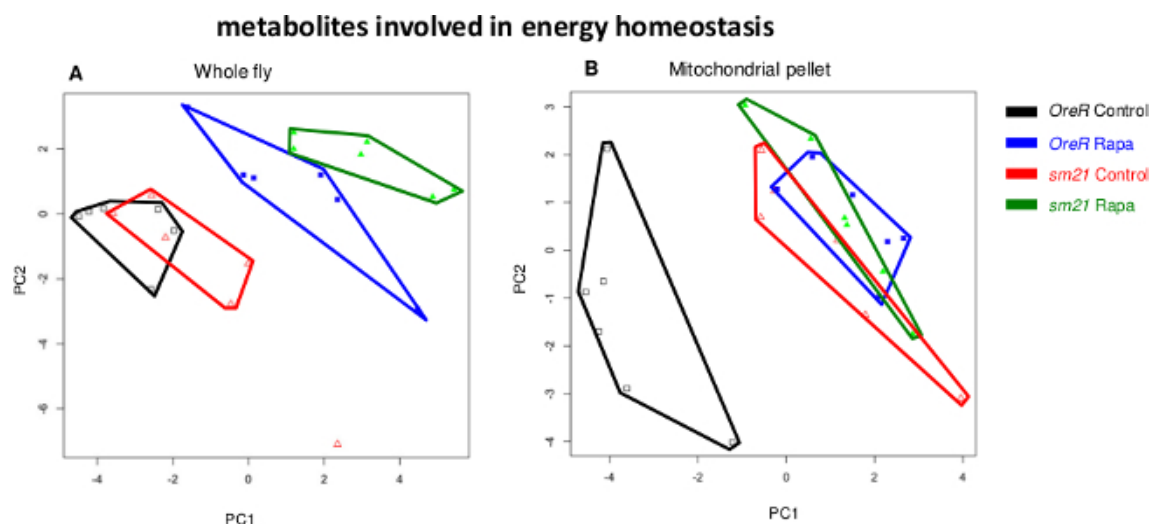 metabolites involved in energy homeostasis
A
Whole fly
B
Mitochondrial pellet
PC2
2
0
-2
-4
-6
-4
-2
0
2
4
PC1
PC2
3
2
1
0
-1
-2
-3
-4
-4
-2
0
2
4
PC1
OreR Control
OreR Rapa
sm21 Control
sm21 Rapa